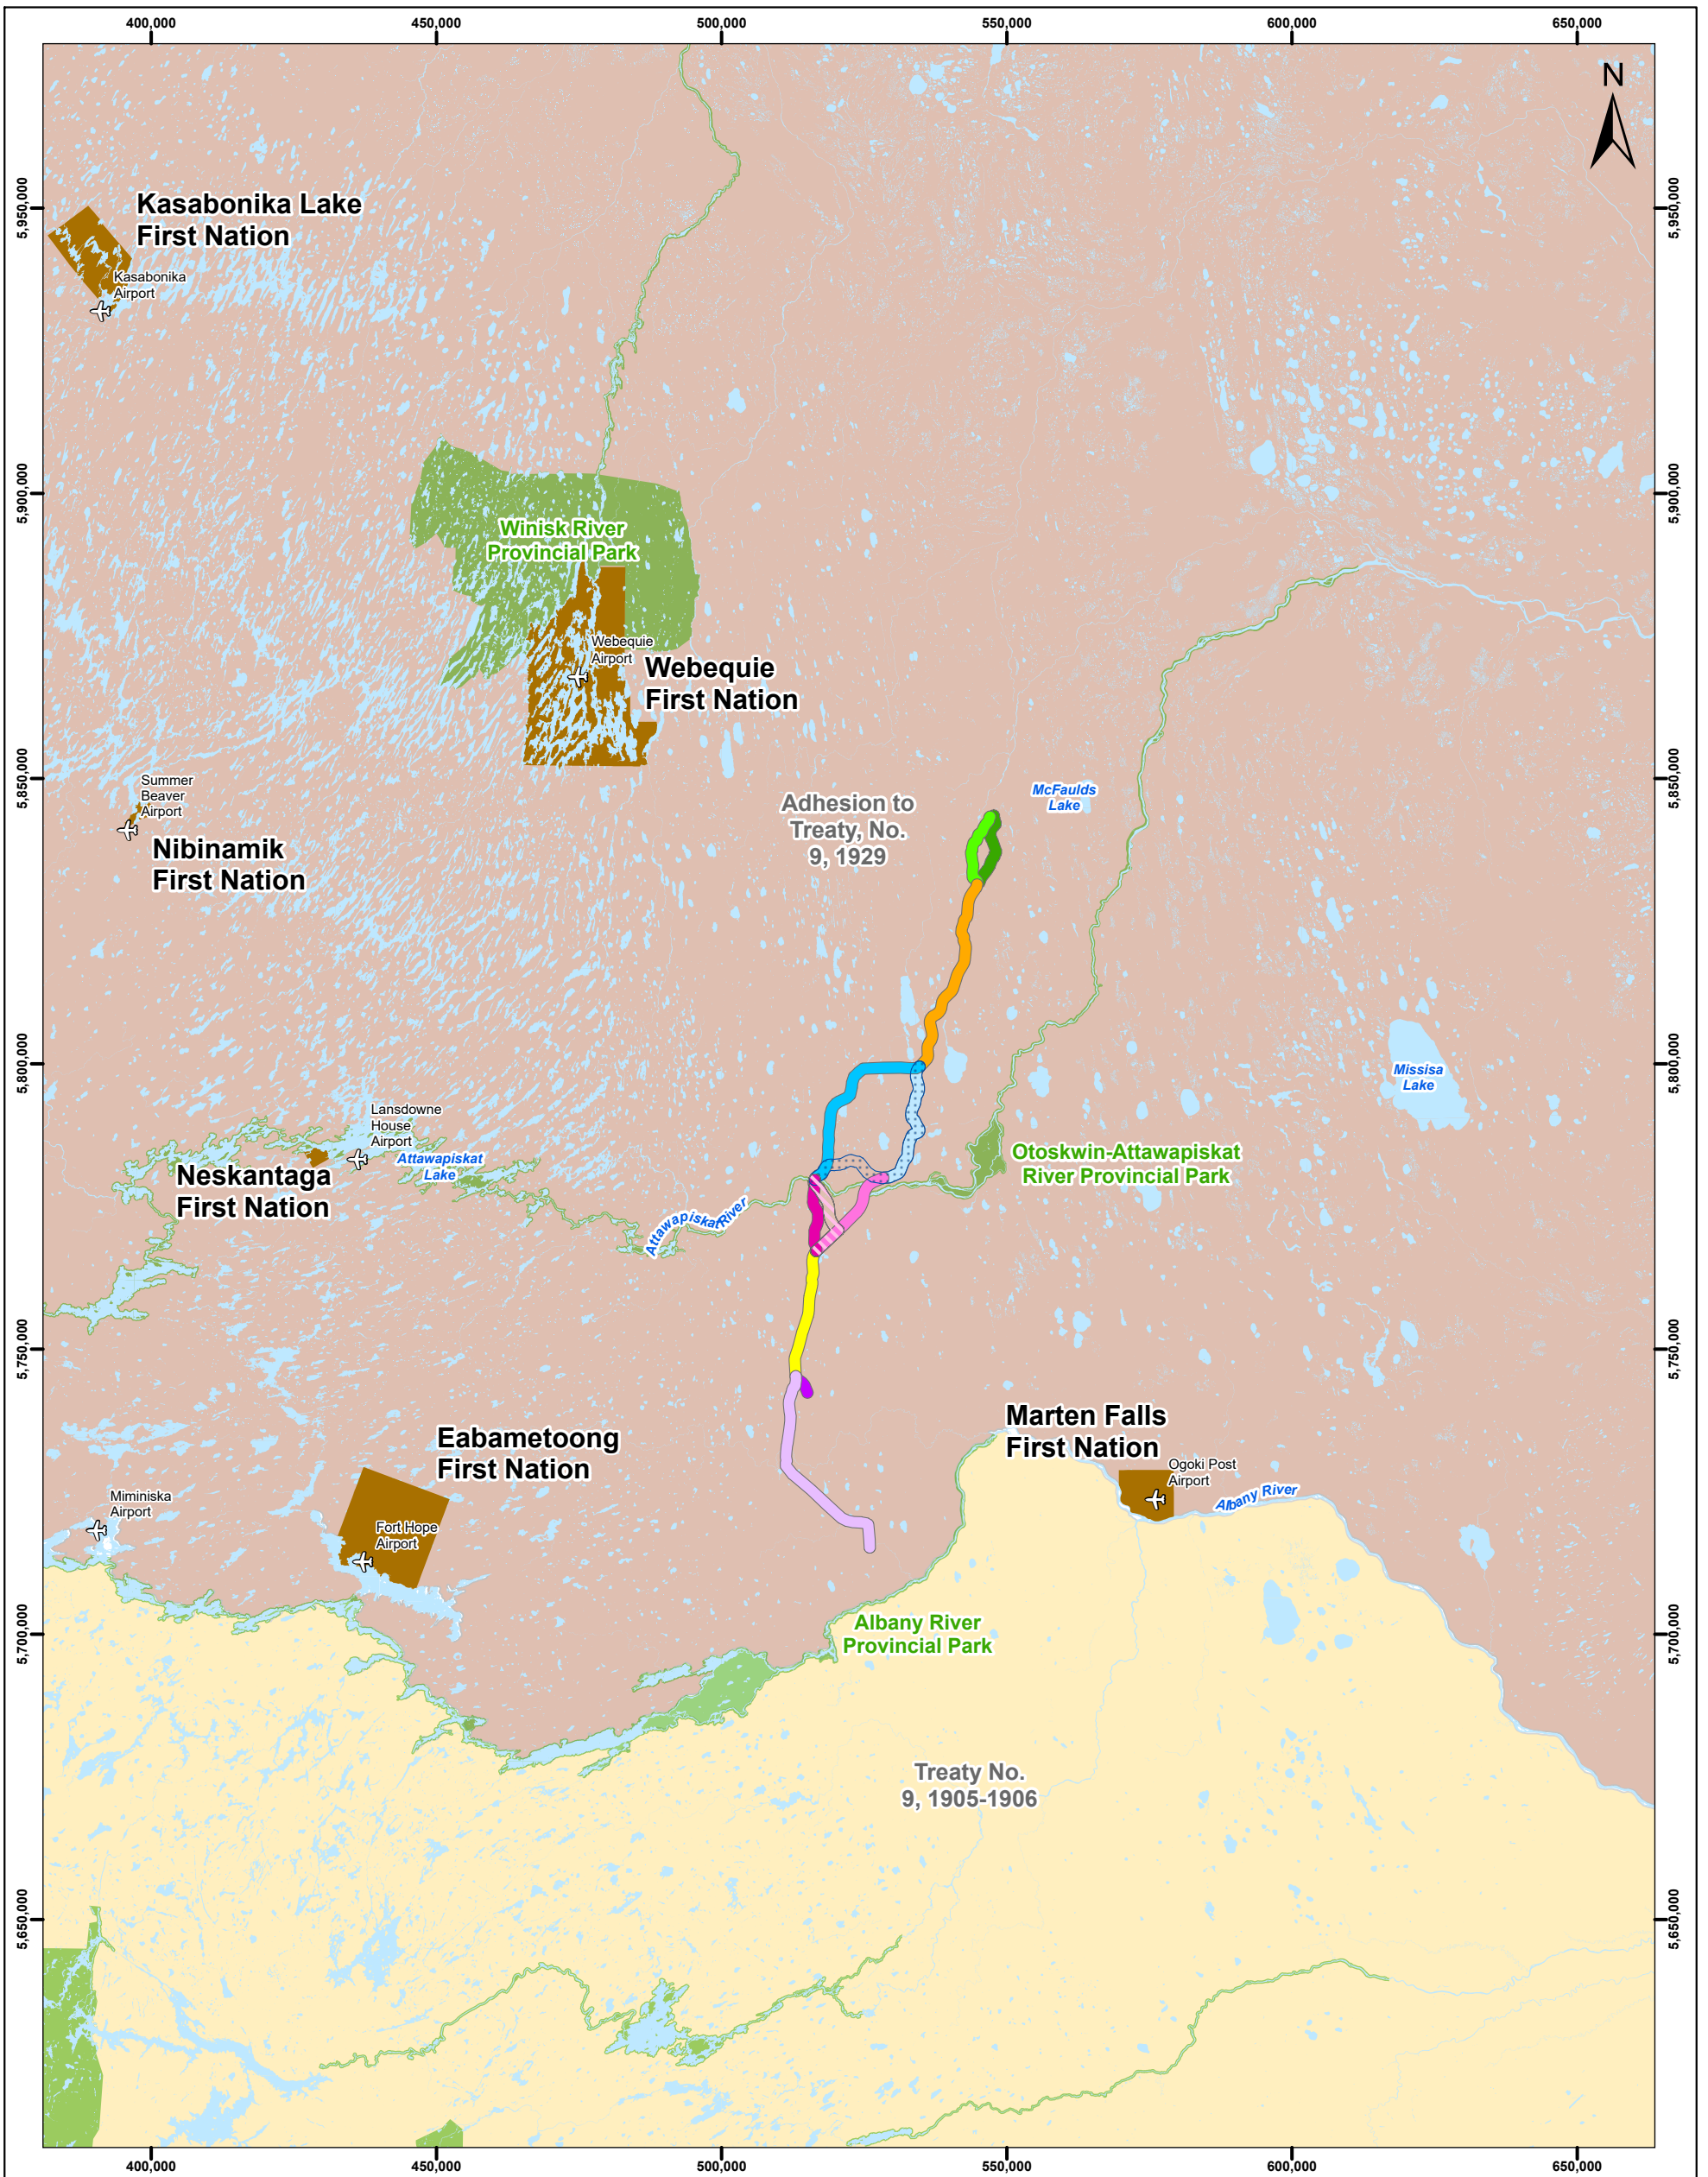 400,000
450,000
500,000
550,000
600,000
650,000
N
5,950,000
5,950,000
Kasabonika Lake
First Nation
Kasabonika
Airport
5,900,000
5,900,000
Winisk River
Provincial Park
Webequie
Airport
Webequie
First Nation
5,850,000
5,850,000
Summer
Beaver
Airport
Nibinamik
First Nation
Adhesion to
Treaty, No.
9, 1929
McFaulds
Lake
5,800,000
5,800,000
Missisa
Lake
Lansdowne
House
Airport
Attawapiskat
Lake
Neskantaga
First Nation
Attawapiskat River
Otoskwin-Attawapiskat
River Provincial Park
5,750,000
5,750,000
Marten Falls
First Nation
Ogoki Post
Airport
Albany River
Eabametoong
First Nation
Miminiska
Airport
Fort Hope
Airport
5,700,000
5,700,000
Albany River
Provincial Park
Treaty No.
9, 1905-1906
5,650,000
5,650,000
400,000
450,000
500,000
550,000
600,000
650,000